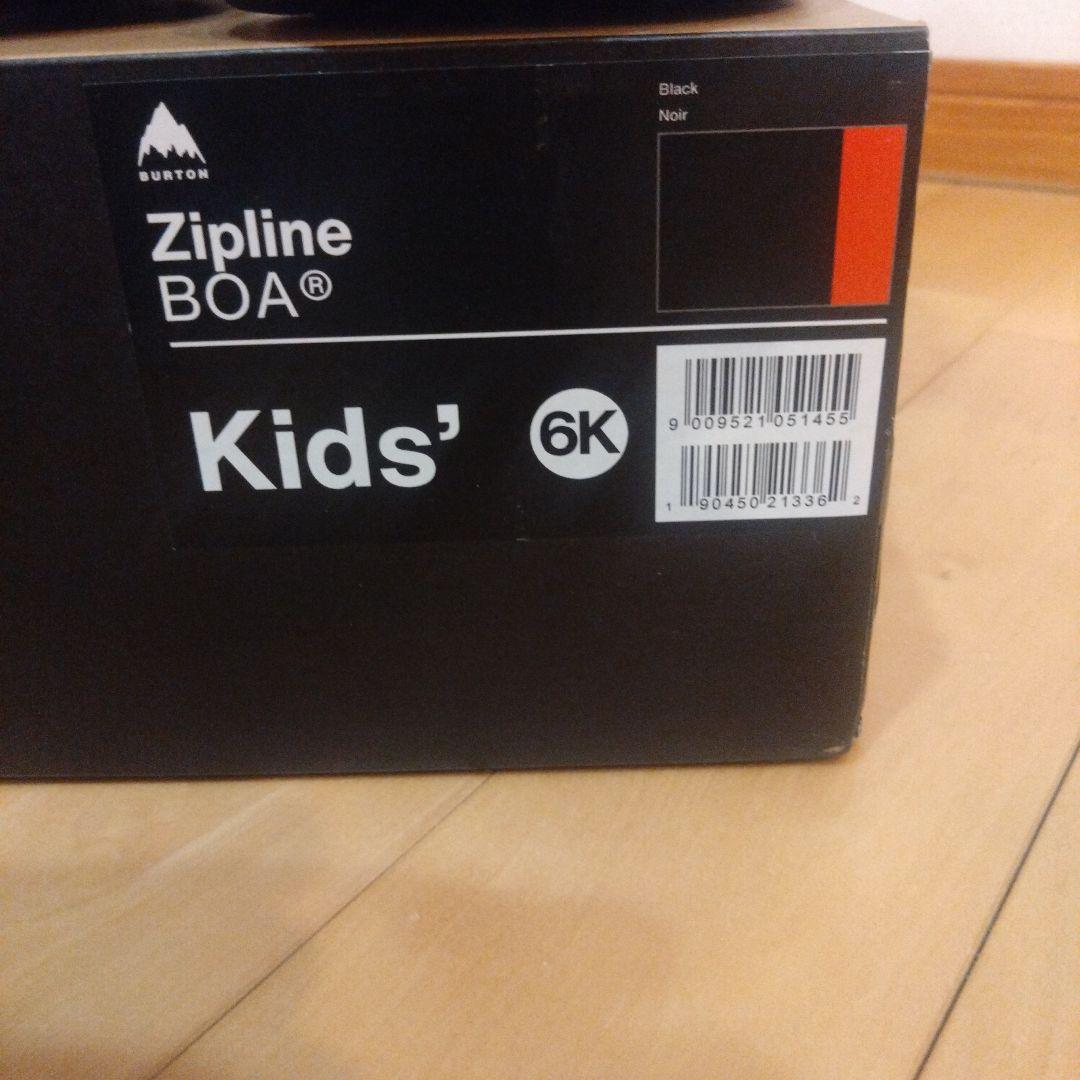 BURTON
Zipline
BOA®
Black
Noir
Kids’
6K
9 009521 051455
1 90450 21336 2